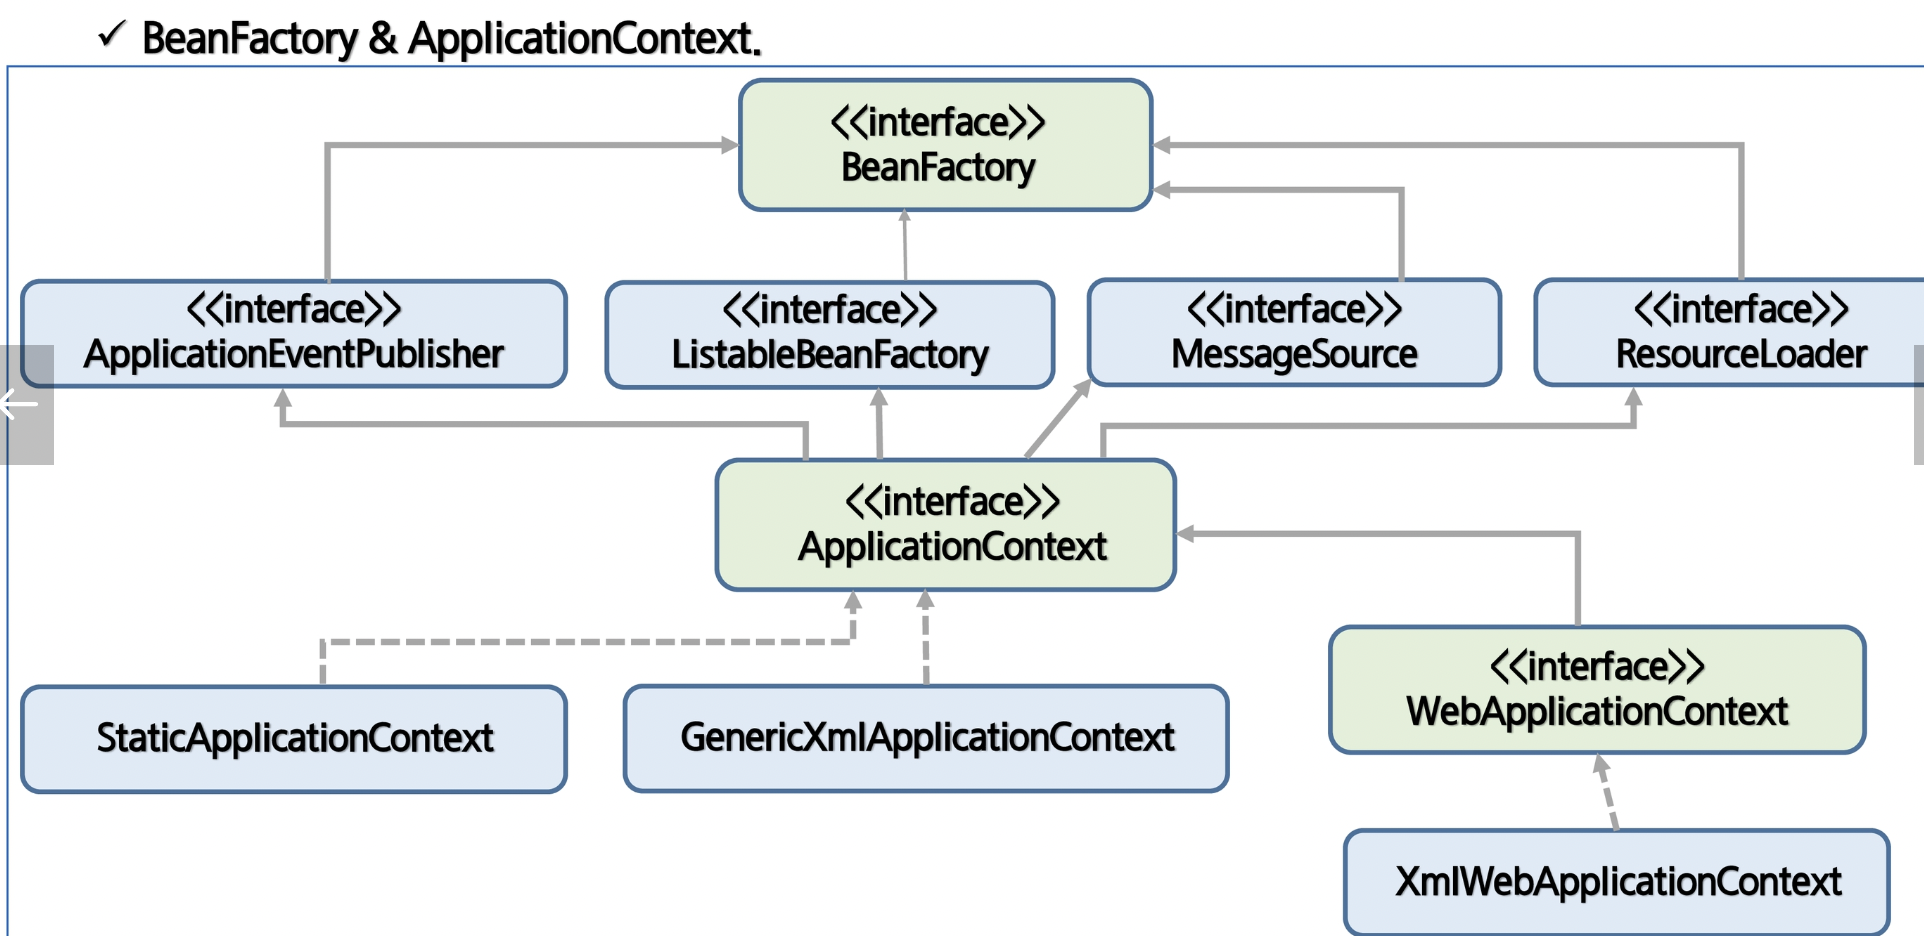 ✓ BeanFactory & ApplicationContext.
<<interface>>
BeanFactory
<<interface>>
ApplicationEventPublisher
<<interface>>
ListableBeanFactory
<<interface>>
MessageSource
<<interface>>
ResourceLoader
<<interface>>
ApplicationContext
<<interface>>
WebApplicationContext
StaticApplicationContext
GenericXmlApplicationContext
XmlWebApplicationContext